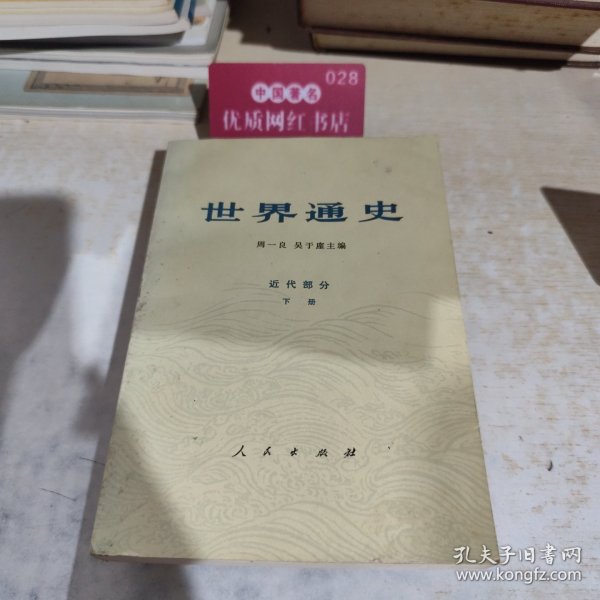 028
中国著名
优质网红书店
世界通史
周一良 吴于廑主编
近代部分
下册
人民出版社
孔夫子旧书网
www.kongfz.com